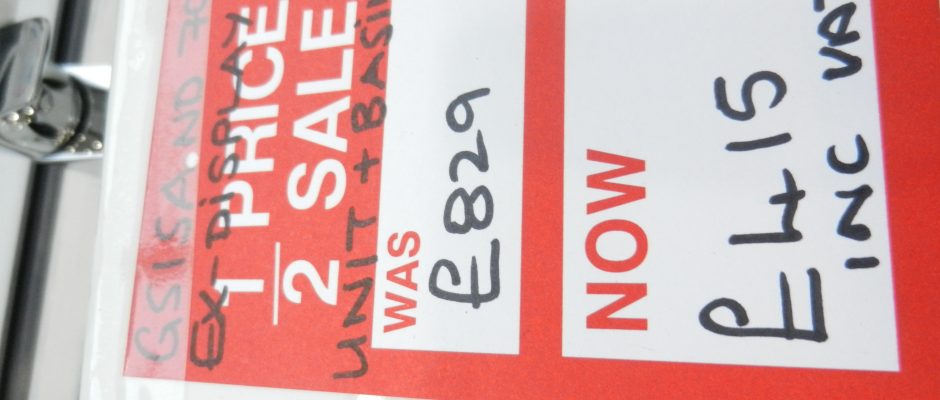 GSISA.ND
EX-DISPLAY
1/2 PRICE
SALE
UNIT + BASIN
WAS
£829
NOW
£415
INC VAT